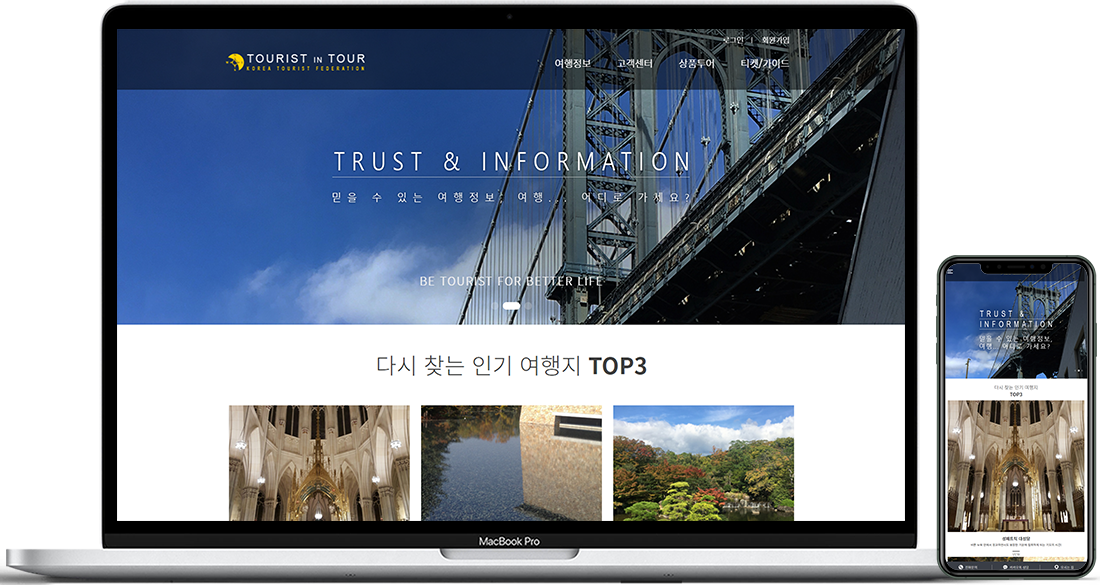 로그인 | 회원가입
TOURIST IN TOUR
KOREA TOURIST FEDERATION
여행정보 고객센터 상품투어 티켓/가이드
TRUST & INFORMATION
믿을 수 있는 여행정보, 여행... 어디로 가세요?
BE TOURIST FOR BETTER LIFE
다시 찾는 인기 여행지 TOP3
MacBook Pro
TRUST &
INFORMATION
믿을 수 있는 여행정보,
여행... 어디로 가세요?
다시 찾는 인기 여행지
TOP3
성패트릭 대성당